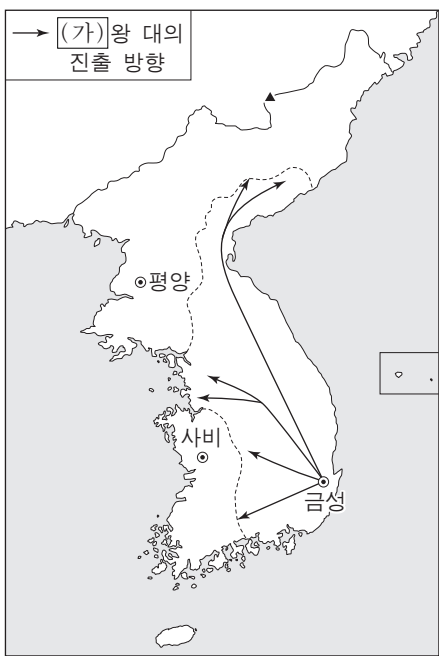 → (가)왕 대의
진출 방향
평양
사비
금성